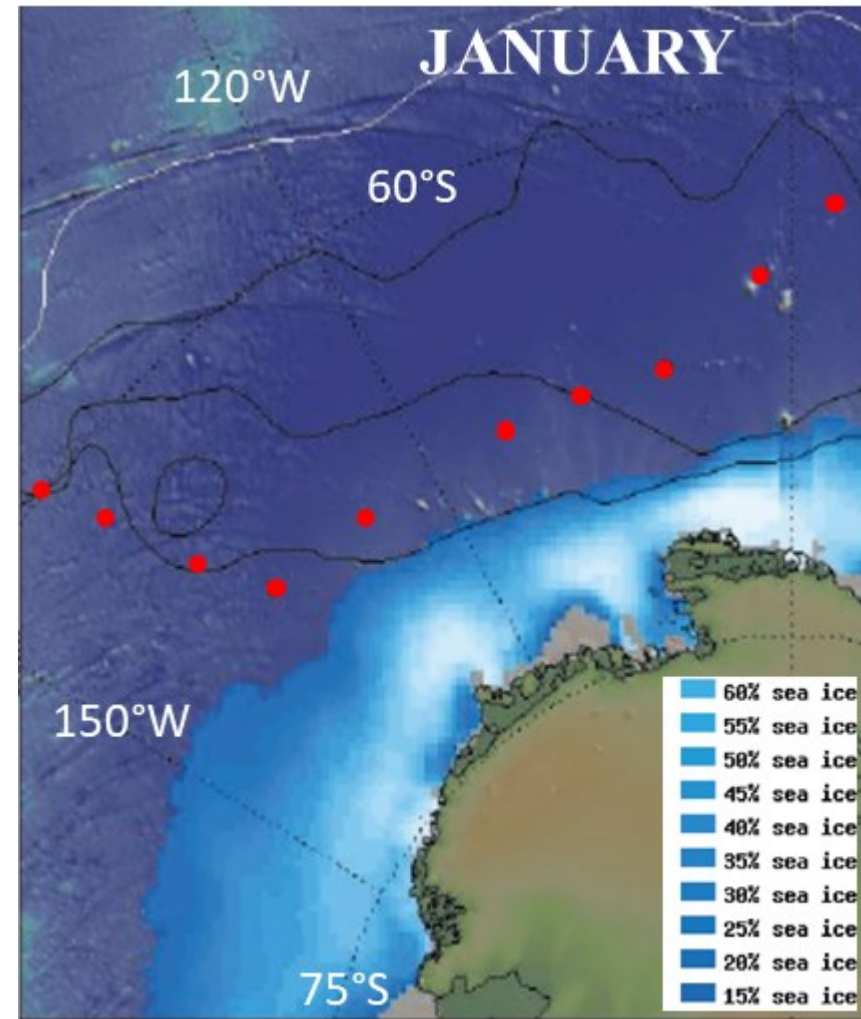 JANUARY
120°W
60°S
150°W
75°S
60% sea ice
55% sea ice
50% sea ice
45% sea ice
40% sea ice
35% sea ice
30% sea ice
25% sea ice
20% sea ice
15% sea ice